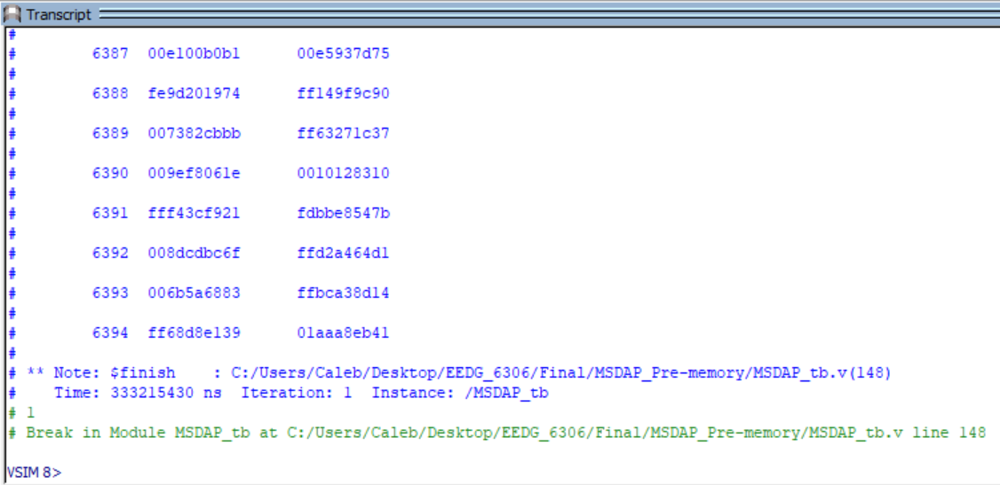 Transcript
#
# 6387 00e100b0b1 00e5937d75
#
# 6388 fe9d201974 ff149f9c90
#
# 6389 007382cbbb ff63271c37
#
# 6390 009ef8061e 0010128310
#
# 6391 fff43cf921 fdbbe8547b
#
# 6392 008dcdbc6f ffd2a464d1
#
# 6393 006b5a6883 ffbca38d14
#
# 6394 ff68d8e139 01aaa8eb41
#
# ** Note: $finish : C:/Users/Caleb/Desktop/EEDG_6306/Final/MSDAP_Pre-memory/MSDAP_tb.v(148)
# Time: 333215430 ns Iteration: 1 Instance: /MSDAP_tb
# 1
# Break in Module MSDAP_tb at C:/Users/Caleb/Desktop/EEDG_6306/Final/MSDAP_Pre-memory/MSDAP_tb.v line 148
VSIM 8>